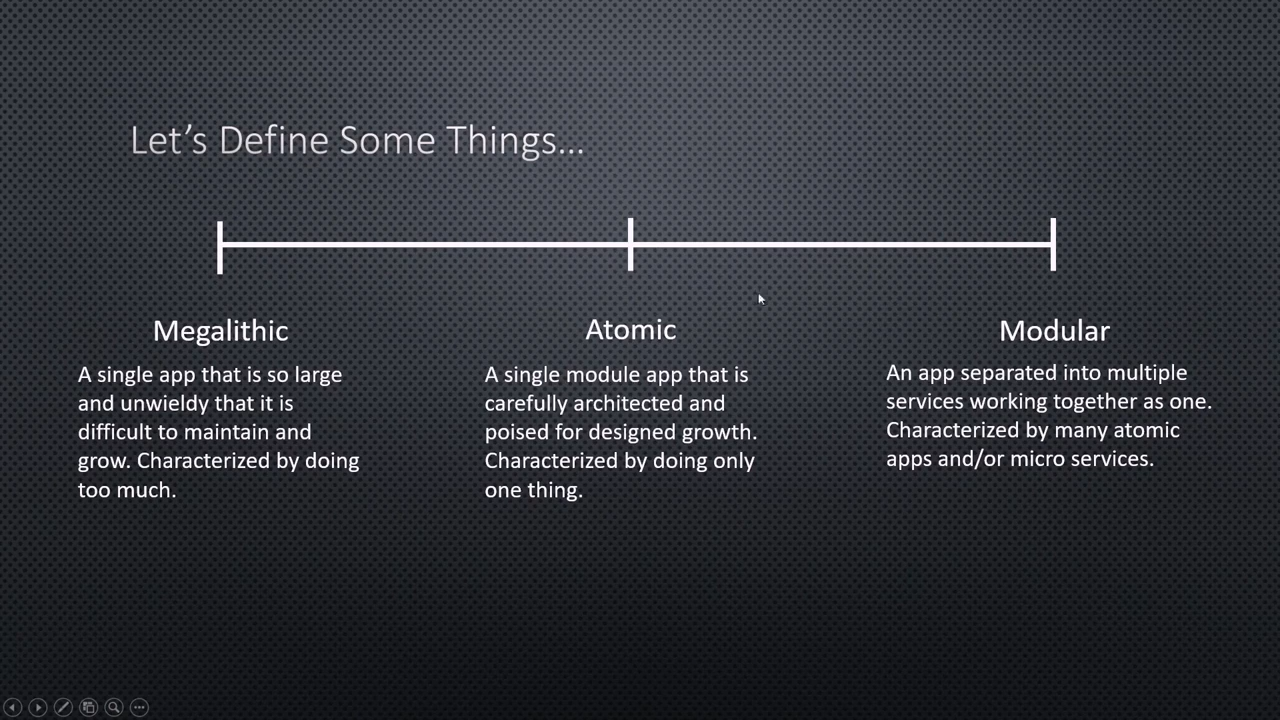 Let's Define Some Things...
Megalithic
A single app that is so large
and unwieldy that it is
difficult to maintain and
grow. Characterized by doing
too much.
Atomic
A single module app that is
carefully architected and
poised for designed growth.
Characterized by doing only
one thing.
Modular
An app separated into multiple
services working together as one.
Characterized by many atomic
apps and/or micro services.